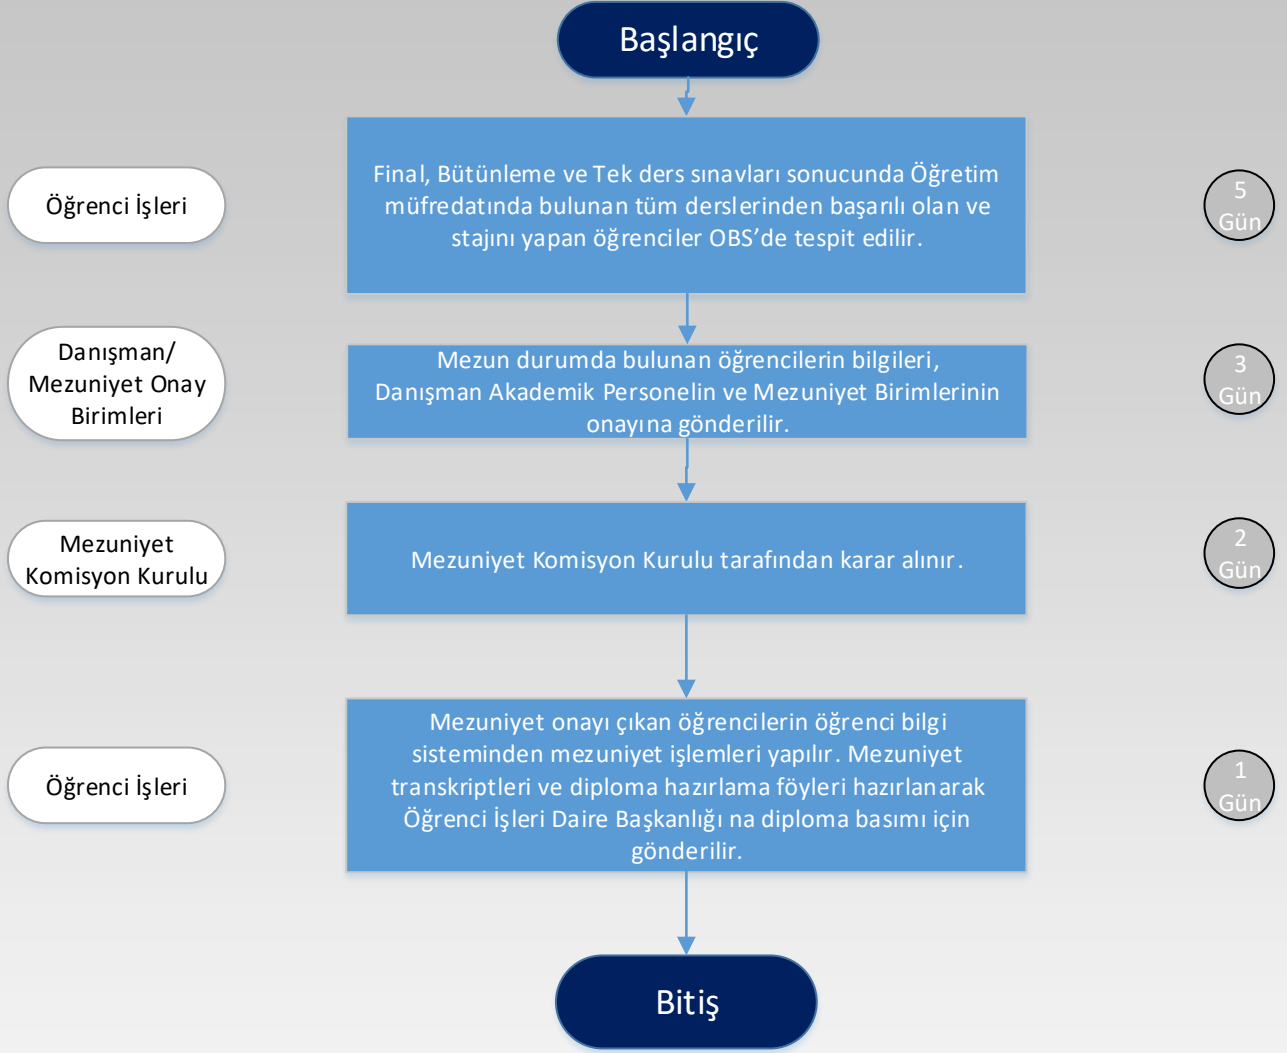 Başlangıç
Öğrenci İşleri
Final, Bütünleme ve Tek ders sınavları sonucunda Öğretim
müfredatında bulunan tüm derslerinden başarılı olan ve
stajını yapan öğrenciler OBS’de tespit edilir.
5
Gün
Danışman/
Mezuniyet Onay
Birimleri
Mezun durumda bulunan öğrencilerin bilgileri,
Danışman Akademik Personelin ve Mezuniyet Birimlerinin
onayına gönderilir.
3
Gün
Mezuniyet
Komisyon Kurulu
Mezuniyet Komisyon Kurulu tarafından karar alınır.
2
Gün
Öğrenci İşleri
Mezuniyet onayı çıkan öğrencilerin öğrenci bilgi
sisteminden mezuniyet işlemleri yapılır. Mezuniyet
transkriptleri ve diploma hazırlama föyleri hazırlanarak
Öğrenci İşleri Daire Başkanlığı na diploma basımı için
gönderilir.
1
Gün
Bitiş